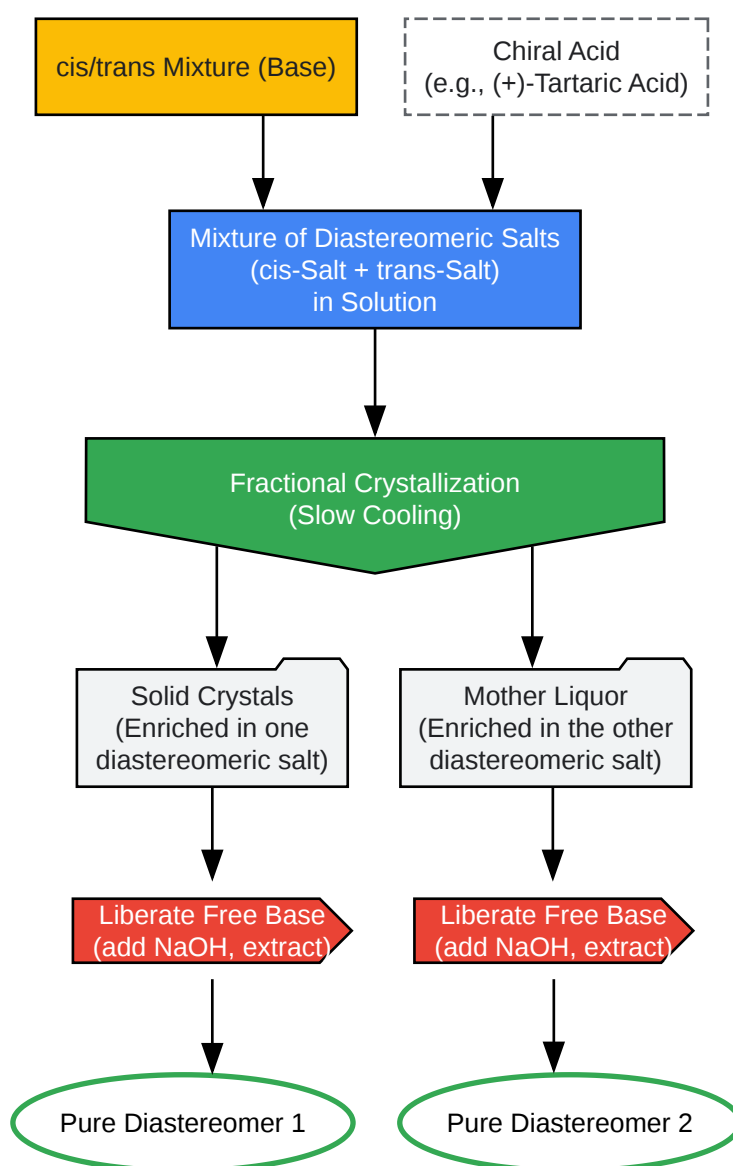 cis/trans Mixture (Base)
Chiral Acid
(e.g., (+)-Tartaric Acid)
Mixture of Diastereomeric Salts
(cis-Salt + trans-Salt)
in Solution
Fractional Crystallization
(Slow Cooling)
Solid Crystals
(Enriched in one
diastereomeric salt)
Mother Liquor
(Enriched in the other
diastereomeric salt)
Liberate Free Base
(add NaOH, extract)
Liberate Free Base
(add NaOH, extract)
Pure Diastereomer 1
Pure Diastereomer 2